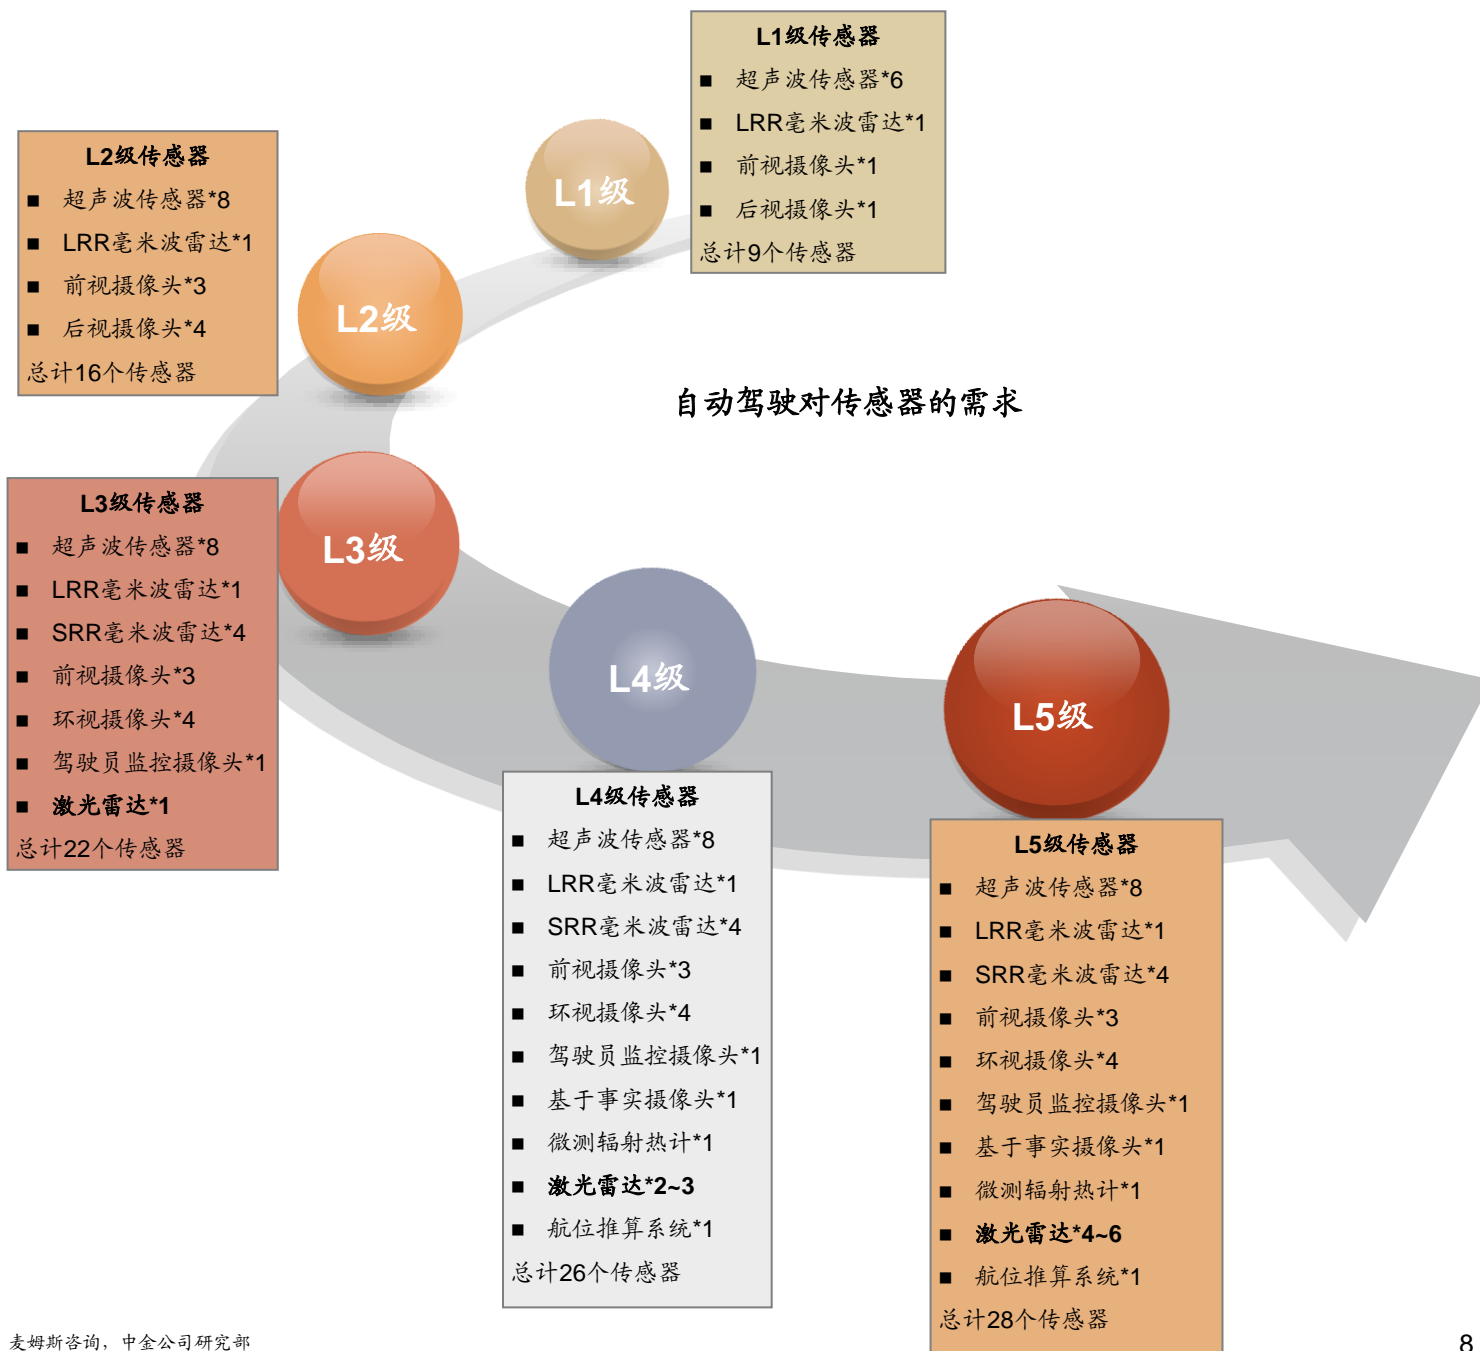 L1级传感器
■ 超声波传感器*6
■ LRR毫米波雷达*1
■ 前视摄像头*1
■ 后视摄像头*1
总计9个传感器
L1级
L2级传感器
■ 超声波传感器*8
■ LRR毫米波雷达*1
■ 前视摄像头*3
■ 后视摄像头*4
总计16个传感器
L2级
自动驾驶对传感器的需求
L3级传感器
■ 超声波传感器*8
■ LRR毫米波雷达*1
■ SRR毫米波雷达*4
■ 前视摄像头*3
■ 环视摄像头*4
■ 驾驶员监控摄像头*1
■ 激光雷达*1
总计22个传感器
L3级
L4级
L4级传感器
■ 超声波传感器*8
■ LRR毫米波雷达*1
■ SRR毫米波雷达*4
■ 前视摄像头*3
■ 环视摄像头*4
■ 驾驶员监控摄像头*1
■ 基于事实摄像头*1
■ 微测辐射热计*1
■ 激光雷达*2~3
■ 航位推算系统*1
总计26个传感器
L5级
L5级传感器
■ 超声波传感器*8
■ LRR毫米波雷达*1
■ SRR毫米波雷达*4
■ 前视摄像头*3
■ 环视摄像头*4
■ 驾驶员监控摄像头*1
■ 基于事实摄像头*1
■ 微测辐射热计*1
■ 激光雷达*4~6
■ 航位推算系统*1
总计28个传感器
麦姆斯咨询，中金公司研究部
8